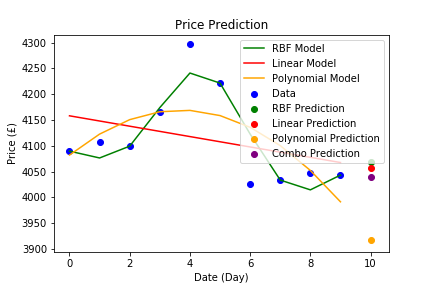 Price Prediction
Price (£)
4300
4250
4200
4150
4100
4050
4000
3950
3900
RBF Model
Linear Model
Polynomial Model
Data
RBF Prediction
Linear Prediction
Polynomial Prediction
Combo Prediction
0
2
4
6
8
10
Date (Day)